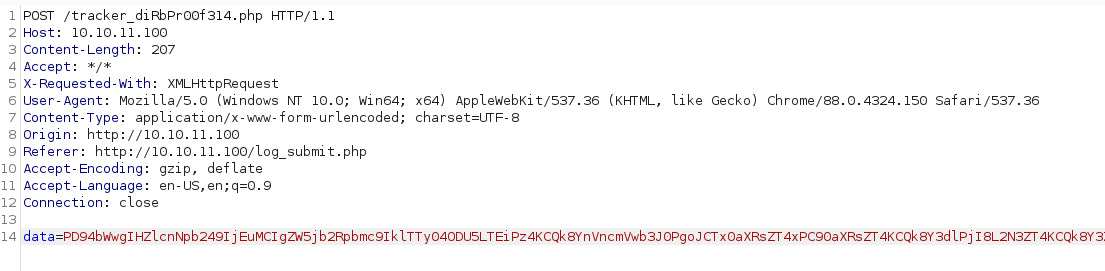 1 POST /tracker_diRbPr00f314.php HTTP/1.1
2 Host: 10.10.11.100
3 Content-Length: 207
4 Accept: */*
5 X-Requested-With: XMLHttpRequest
6 User-Agent: Mozilla/5.0 (Windows NT 10.0; Win64; x64) AppleWebKit/537.36 (KHTML, like Gecko) Chrome/88.0.4324.150 Safari/537.36
7 Content-Type: application/x-www-form-urlencoded; charset=UTF-8
8 Origin: http://10.10.11.100
9 Referer: http://10.10.11.100/log_submit.php
10 Accept-Encoding: gzip, deflate
11 Accept-Language: en-US,en;q=0.9
12 Connection: close
13
14 data=PD94bWwgIHZlcnNpb249IjEuMCIgZW5jb2Rpbmc9IklTTy04ODU5LTEiPz4KCQk8YnVncmVwb3J0PgoJCTx0aXRsZT4xPC90aXRsZT4KCQk8Y3dlPjI8L2N3ZT4KCQk8Y3